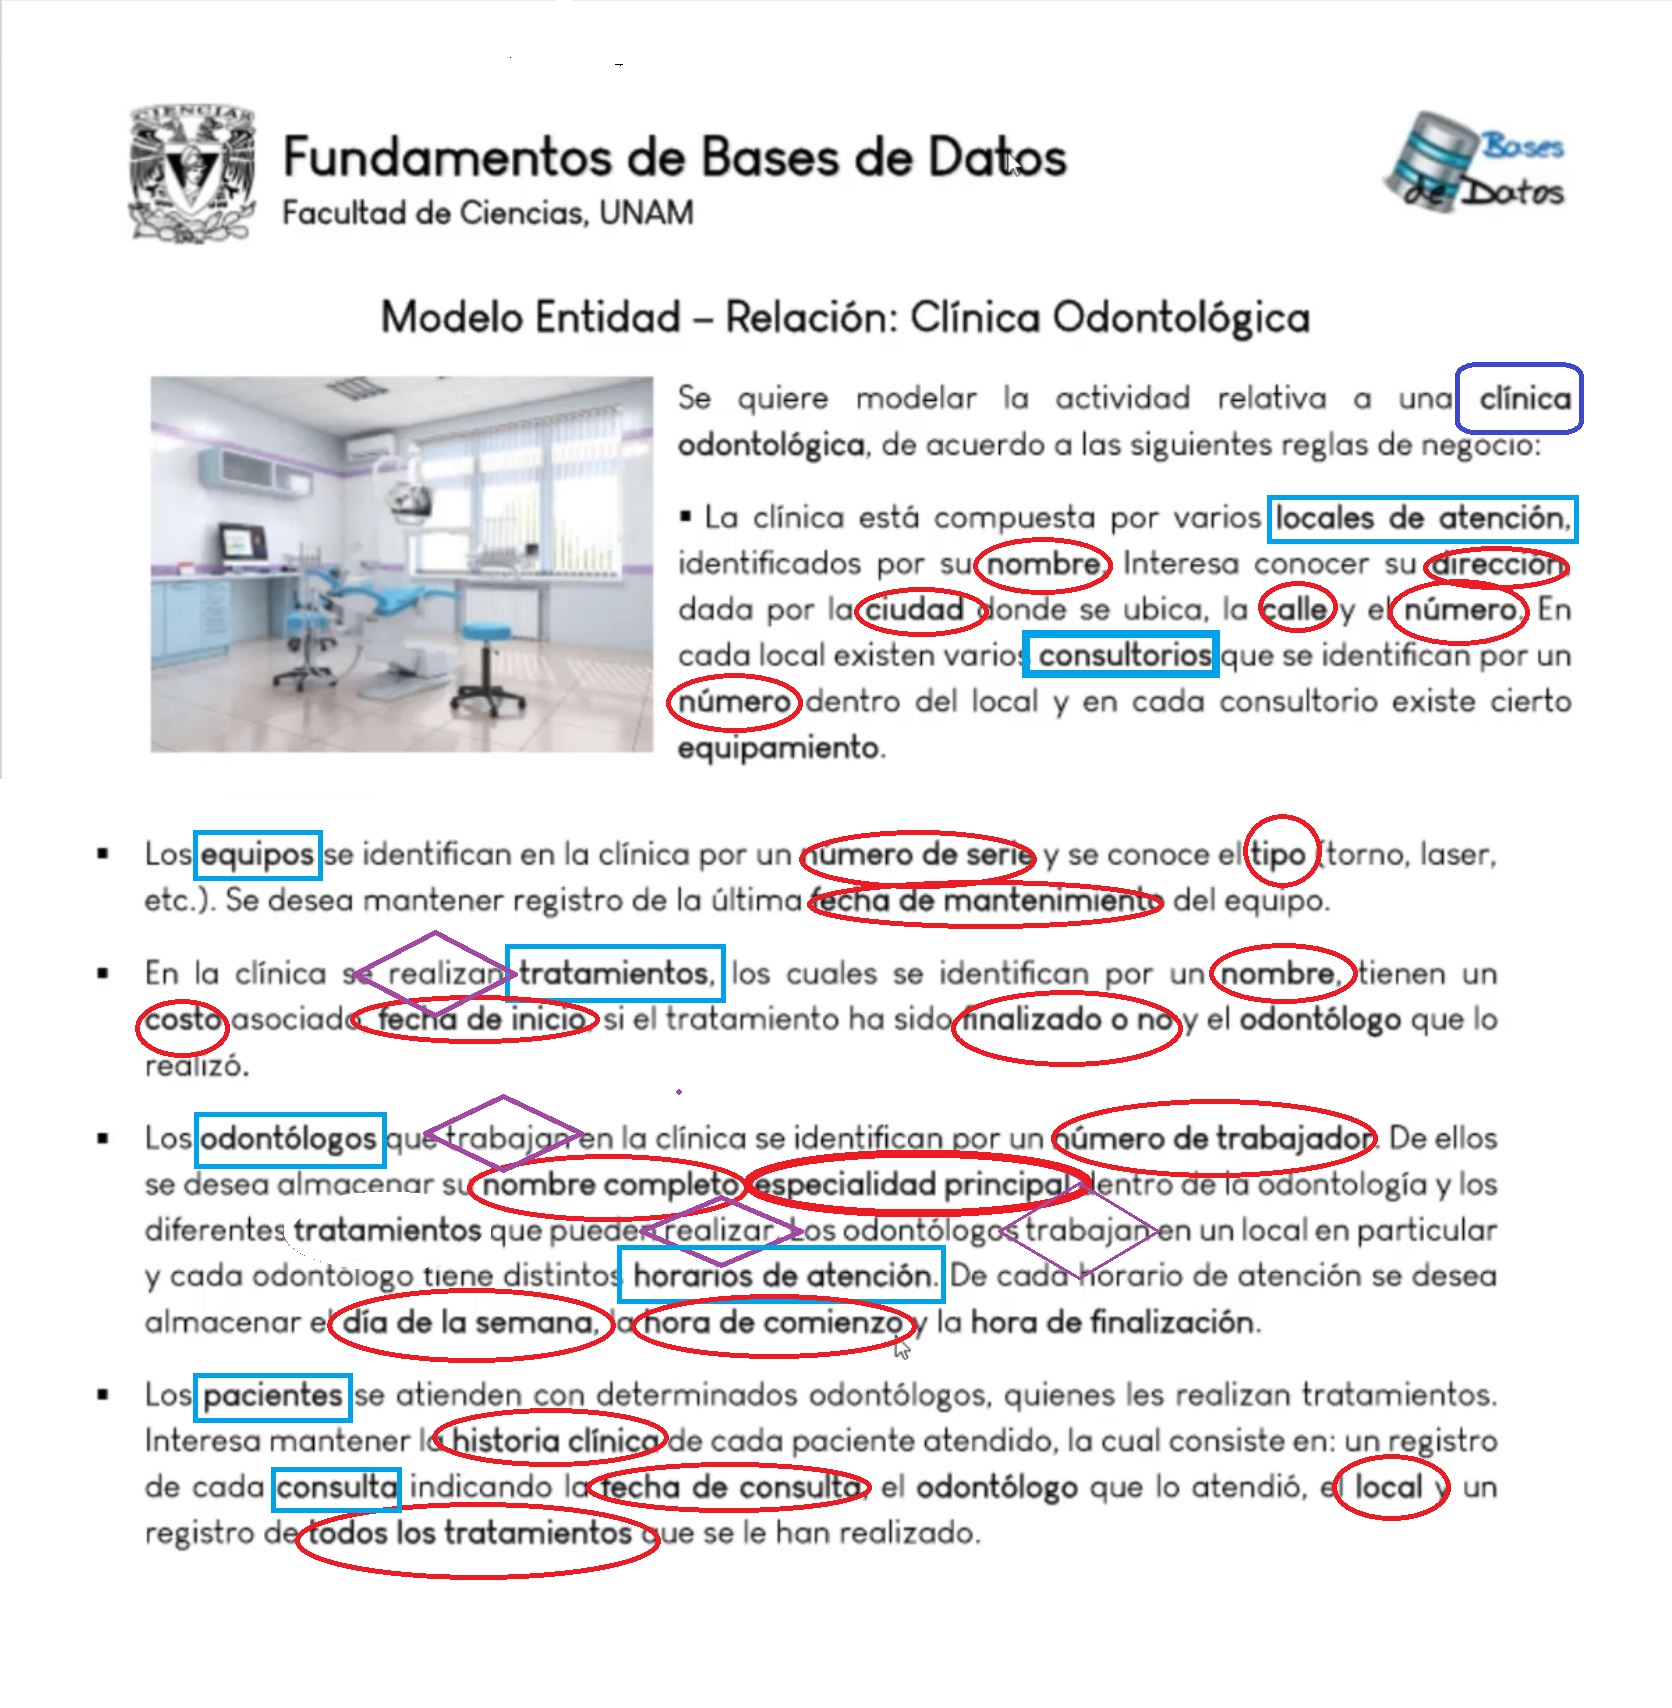 CIENCIAS
Fundamentos de Bases de Datos
Facultad de Ciencias, UNAM
Bases
de Datos
Modelo Entidad – Relación: Clínica Odontológica
Se quiere modelar la actividad relativa a una clínica
odontológica, de acuerdo a las siguientes reglas de negocio:
▪ La clínica está compuesta por varios locales de atención,
identificados por su nombre. Interesa conocer su dirección,
dada por la ciudad donde se ubica, la calle y el número. En
cada local existen varios consultorios que se identifican por un
número dentro del local y en cada consultorio existe cierto
equipamiento.
▪ Los equipos se identifican en la clínica por un número de serie y se conoce el tipo (torno, laser,
etc.). Se desea mantener registro de la última fecha de mantenimiento del equipo.
▪ En la clínica se realizan tratamientos, los cuales se identifican por un nombre, tienen un
costo asociado, fecha de inicio, si el tratamiento ha sido finalizado o no y el odontólogo que lo
realizó.
▪ Los odontólogos que trabajan en la clínica se identifican por un número de trabajador. De ellos
se desea almacenar su nombre completo, especialidad principal dentro de la odontología y los
diferentes tratamientos que pueden realizar. Los odontólogos trabajan en un local en particular
y cada odontólogo tiene distintos horarios de atención. De cada horario de atención se desea
almacenar el día de la semana, la hora de comienzo y la hora de finalización.
▪ Los pacientes se atienden con determinados odontólogos, quienes les realizan tratamientos.
Interesa mantener la historia clínica de cada paciente atendido, la cual consiste en: un registro
de cada consulta indicando la fecha de consulta, el odontólogo que lo atendió, el local y un
registro de todos los tratamientos que se le han realizado.